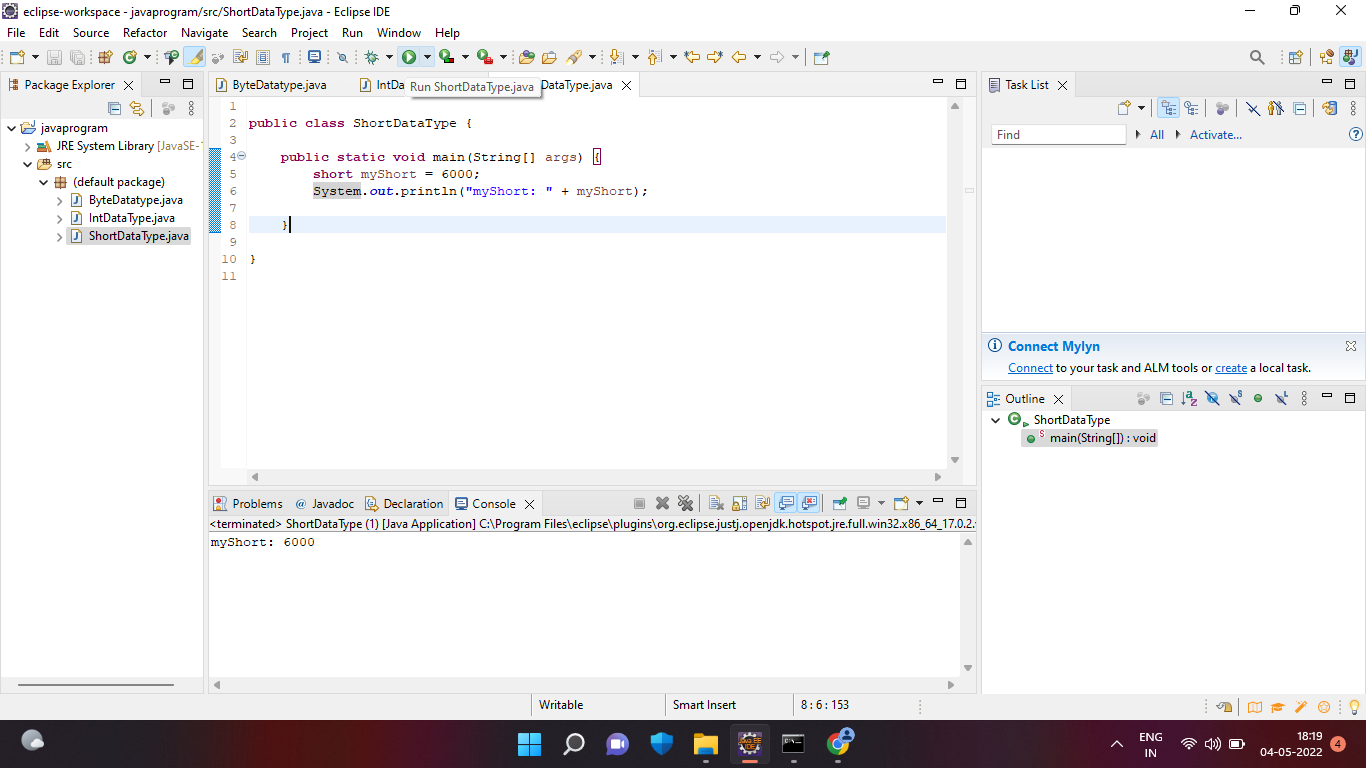 eclipse-workspace - javaprogram/src/ShortDataType.java - Eclipse IDE
File Edit Source Refactor Navigate Search Project Run Window Help
Package Explorer
javaprogram
JRE System Library [JavaSE-1
src
(default package)
ByteDatatype.java
IntDataType.java
ShortDataType.java
ByteDatatype.java IntDa DataType.java
Run ShortDataType.java
1
2 public class ShortDataType {
3
4 public static void main(String[] args) {
5 short myShort = 6000;
6 System.out.println("myShort: " + myShort);
7
8 }
9
10 }
11
Problems @ Javadoc Declaration Console
<terminated> ShortDataType (1) [Java Application] C:\Program Files\eclipse\plugins\org.eclipse.justj.openjdk.hotspot.jre.full.win32.x86_64_17.0.2.
myShort: 6000
Task List
Find All Activate...
Connect Mylyn
Connect to your task and ALM tools or create a local task.
Outline
ShortDataType
main(String[]) : void
Writable Smart Insert 8 : 6 : 153
ENG
IN
18:19
04-05-2022
4